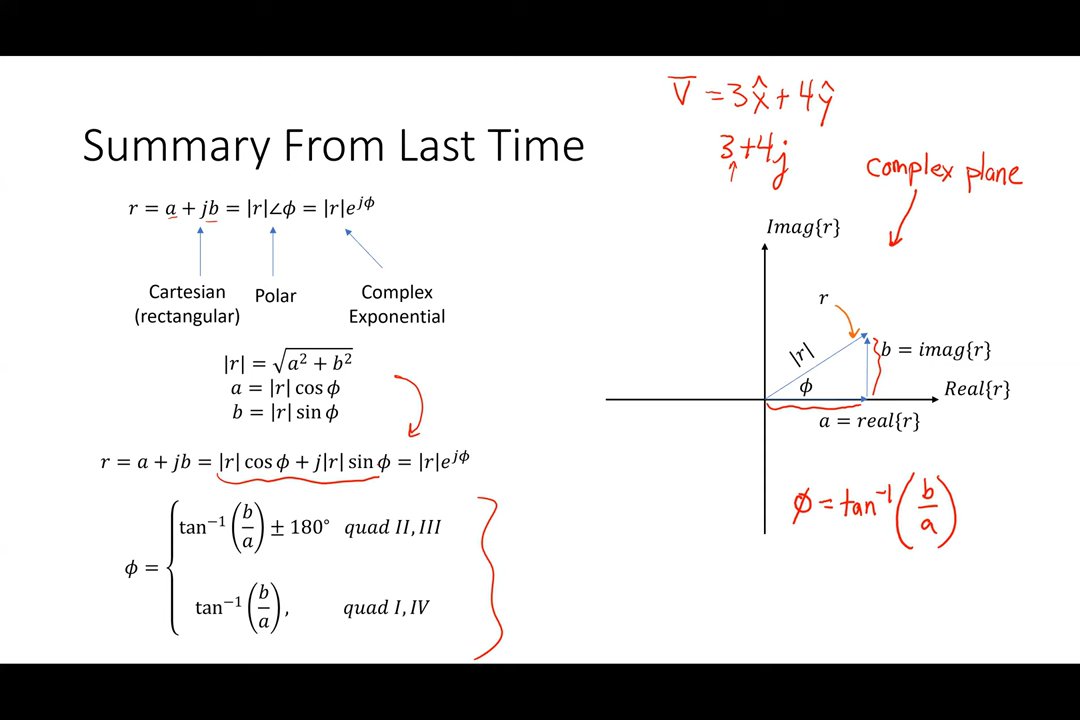 V̅ = 3x̂ + 4ŷ
3 + 4j
Summary From Last Time
complex plane
r = a + jb = |r|∠ϕ = |r|e^{jϕ}
Imag{r}
Cartesian (rectangular)
Polar
Complex Exponential
r
|r|
ϕ
b = imag{r}
Real{r}
a = real{r}
|r| = √(a² + b²)
a = |r| cos ϕ
b = |r| sin ϕ
r = a + jb = |r| cos ϕ + j|r| sin ϕ = |r|e^{jϕ}
ϕ = { tan⁻¹(b/a) ± 180° quad II, III
tan⁻¹(b/a), quad I, IV
ϕ = tan⁻¹(b/a)